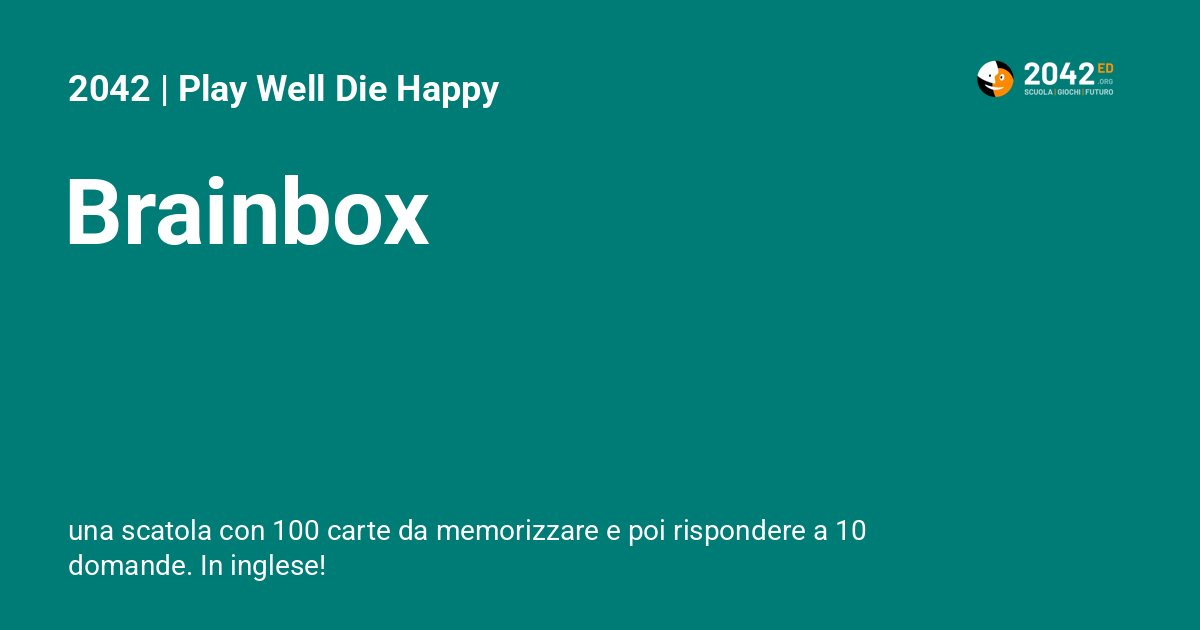 2042 | Play Well Die Happy
2042 ED
.ORG
SCUOLA | GIOCHI | FUTURO
Brainbox
una scatola con 100 carte da memorizzare e poi rispondere a 10
domande. In inglese!